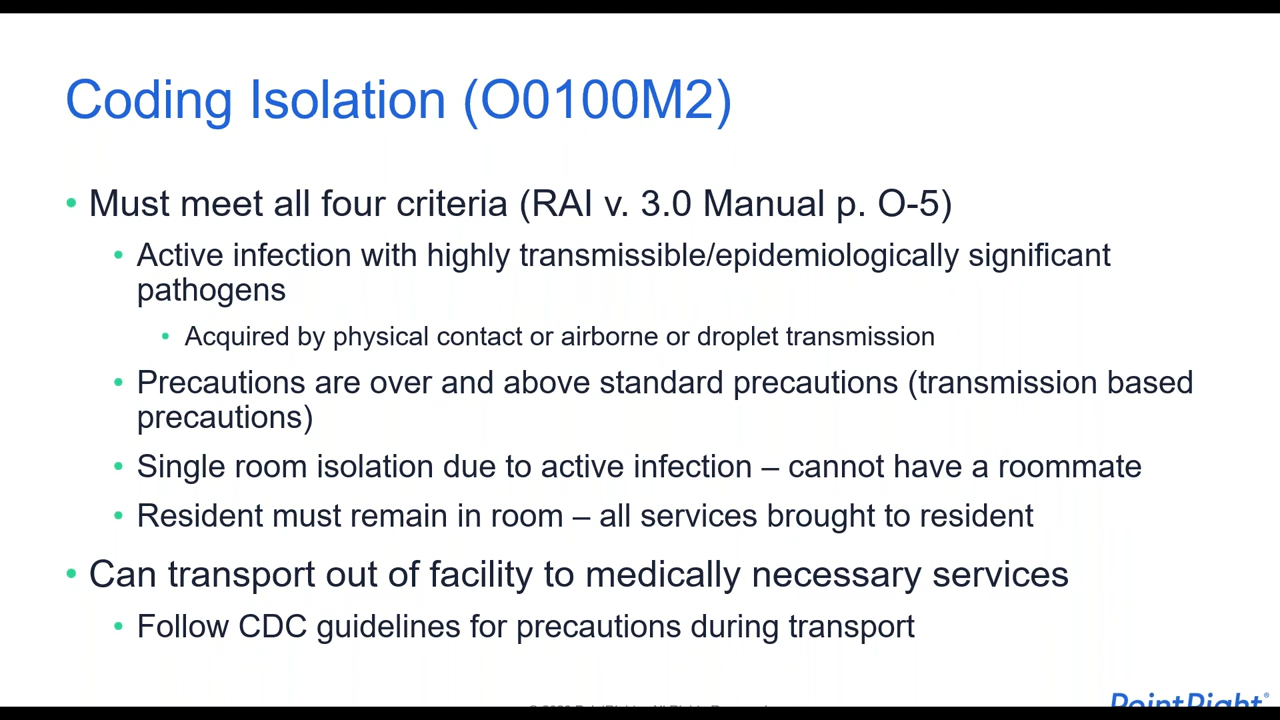 Coding Isolation (O0100M2)
• Must meet all four criteria (RAI v. 3.0 Manual p. O-5)
• Active infection with highly transmissible/epidemiologically significant
pathogens
• Acquired by physical contact or airborne or droplet transmission
• Precautions are over and above standard precautions (transmission based
precautions)
• Single room isolation due to active infection – cannot have a roommate
• Resident must remain in room – all services brought to resident
• Can transport out of facility to medically necessary services
• Follow CDC guidelines for precautions during transport
PointRight®